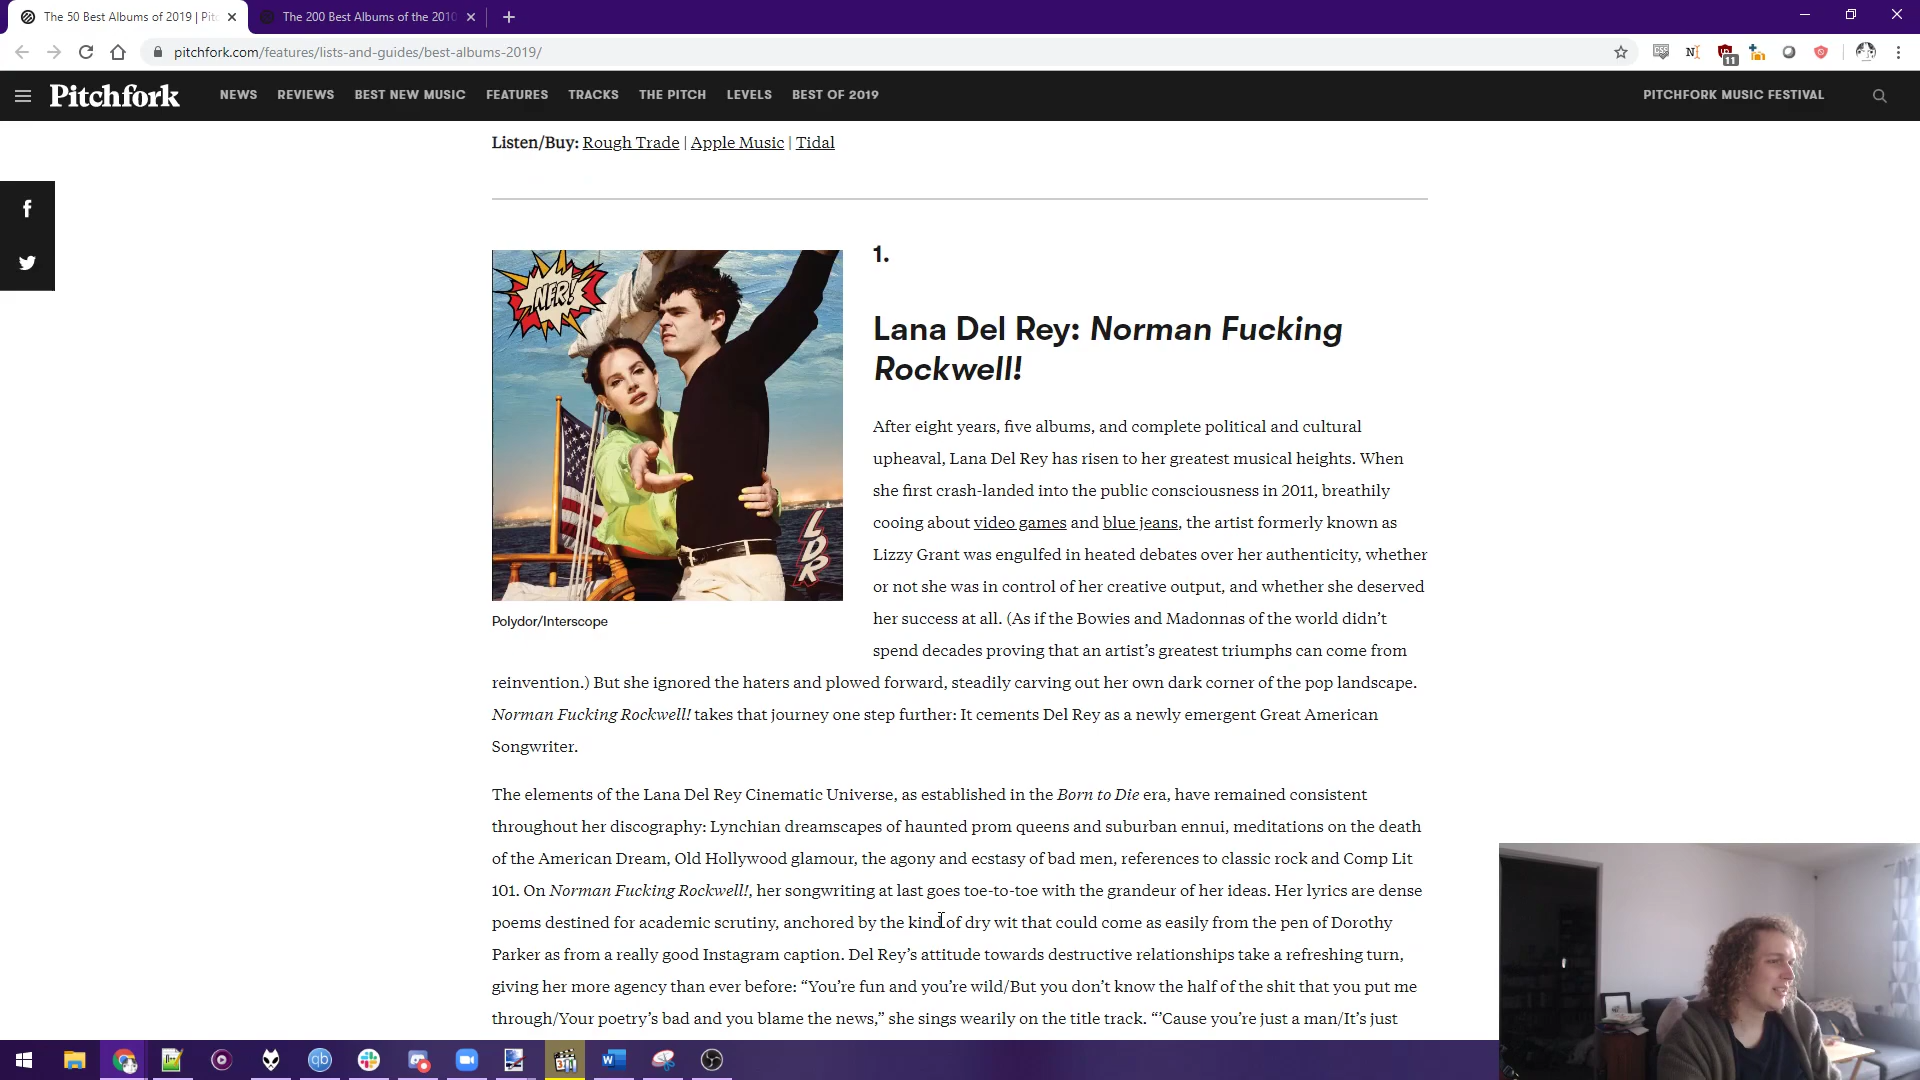 The 50 Best Albums of 2019 | Pit
The 200 Best Albums of the 2010
pitchfork.com/features/lists-and-guides/best-albums-2019/
11
Pitchfork
NEWS
REVIEWS
BEST NEW MUSIC
FEATURES
TRACKS
THE PITCH
LEVELS
BEST OF 2019
PITCHFORK MUSIC FESTIVAL
Listen/Buy: Rough Trade | Apple Music | Tidal
NFR!
LDR
Polydor/Interscope
1.
Lana Del Rey: Norman Fucking
Rockwell!
After eight years, five albums, and complete political and cultural
upheaval, Lana Del Rey has risen to her greatest musical heights. When
she first crash-landed into the public consciousness in 2011, breathily
cooing about video games and blue jeans, the artist formerly known as
Lizzy Grant was engulfed in heated debates over her authenticity, whether
or not she was in control of her creative output, and whether she deserved
her success at all. (As if the Bowies and Madonnas of the world didn’t
spend decades proving that an artist’s greatest triumphs can come from
reinvention.) But she ignored the haters and plowed forward, steadily carving out her own dark corner of the pop landscape.
Norman Fucking Rockwell! takes that journey one step further: It cements Del Rey as a newly emergent Great American
Songwriter.
The elements of the Lana Del Rey Cinematic Universe, as established in the Born to Die era, have remained consistent
throughout her discography: Lynchian dreamscapes of haunted prom queens and suburban ennui, meditations on the death
of the American Dream, Old Hollywood glamour, the agony and ecstasy of bad men, references to classic rock and Comp Lit
101. On Norman Fucking Rockwell!, her songwriting at last goes toe-to-toe with the grandeur of her ideas. Her lyrics are dense
poems destined for academic scrutiny, anchored by the kind of dry wit that could come as easily from the pen of Dorothy
Parker as from a really good Instagram caption. Del Rey’s attitude towards destructive relationships take a refreshing turn,
giving her more agency than ever before: “You’re fun and you’re wild/But you don’t know the half of the shit that you put me
through/Your poetry’s bad and you blame the news,” she sings wearily on the title track. “’Cause you’re just a man/It’s just